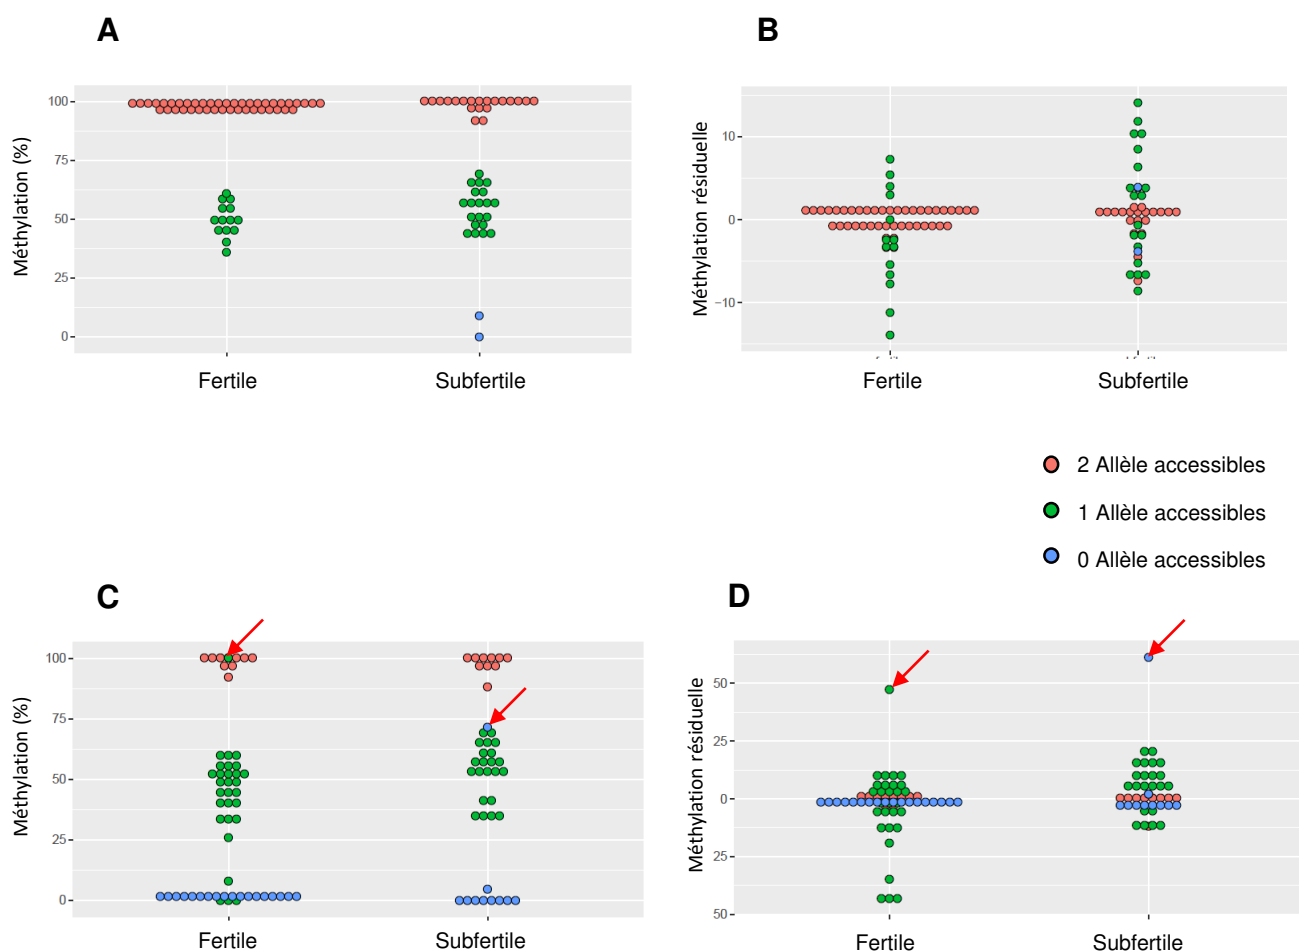 A
B
Méthylation (%)
100
75
50
25
0
Fertile
Subfertile
Méthylation résiduelle
10
0
−10
Fertile
Subfertile
2 Allèle accessibles
1 Allèle accessibles
0 Allèle accessibles
C
D
Méthylation (%)
100
75
50
25
0
Fertile
Subfertile
Méthylation résiduelle
50
25
0
25
50
Fertile
Subfertile